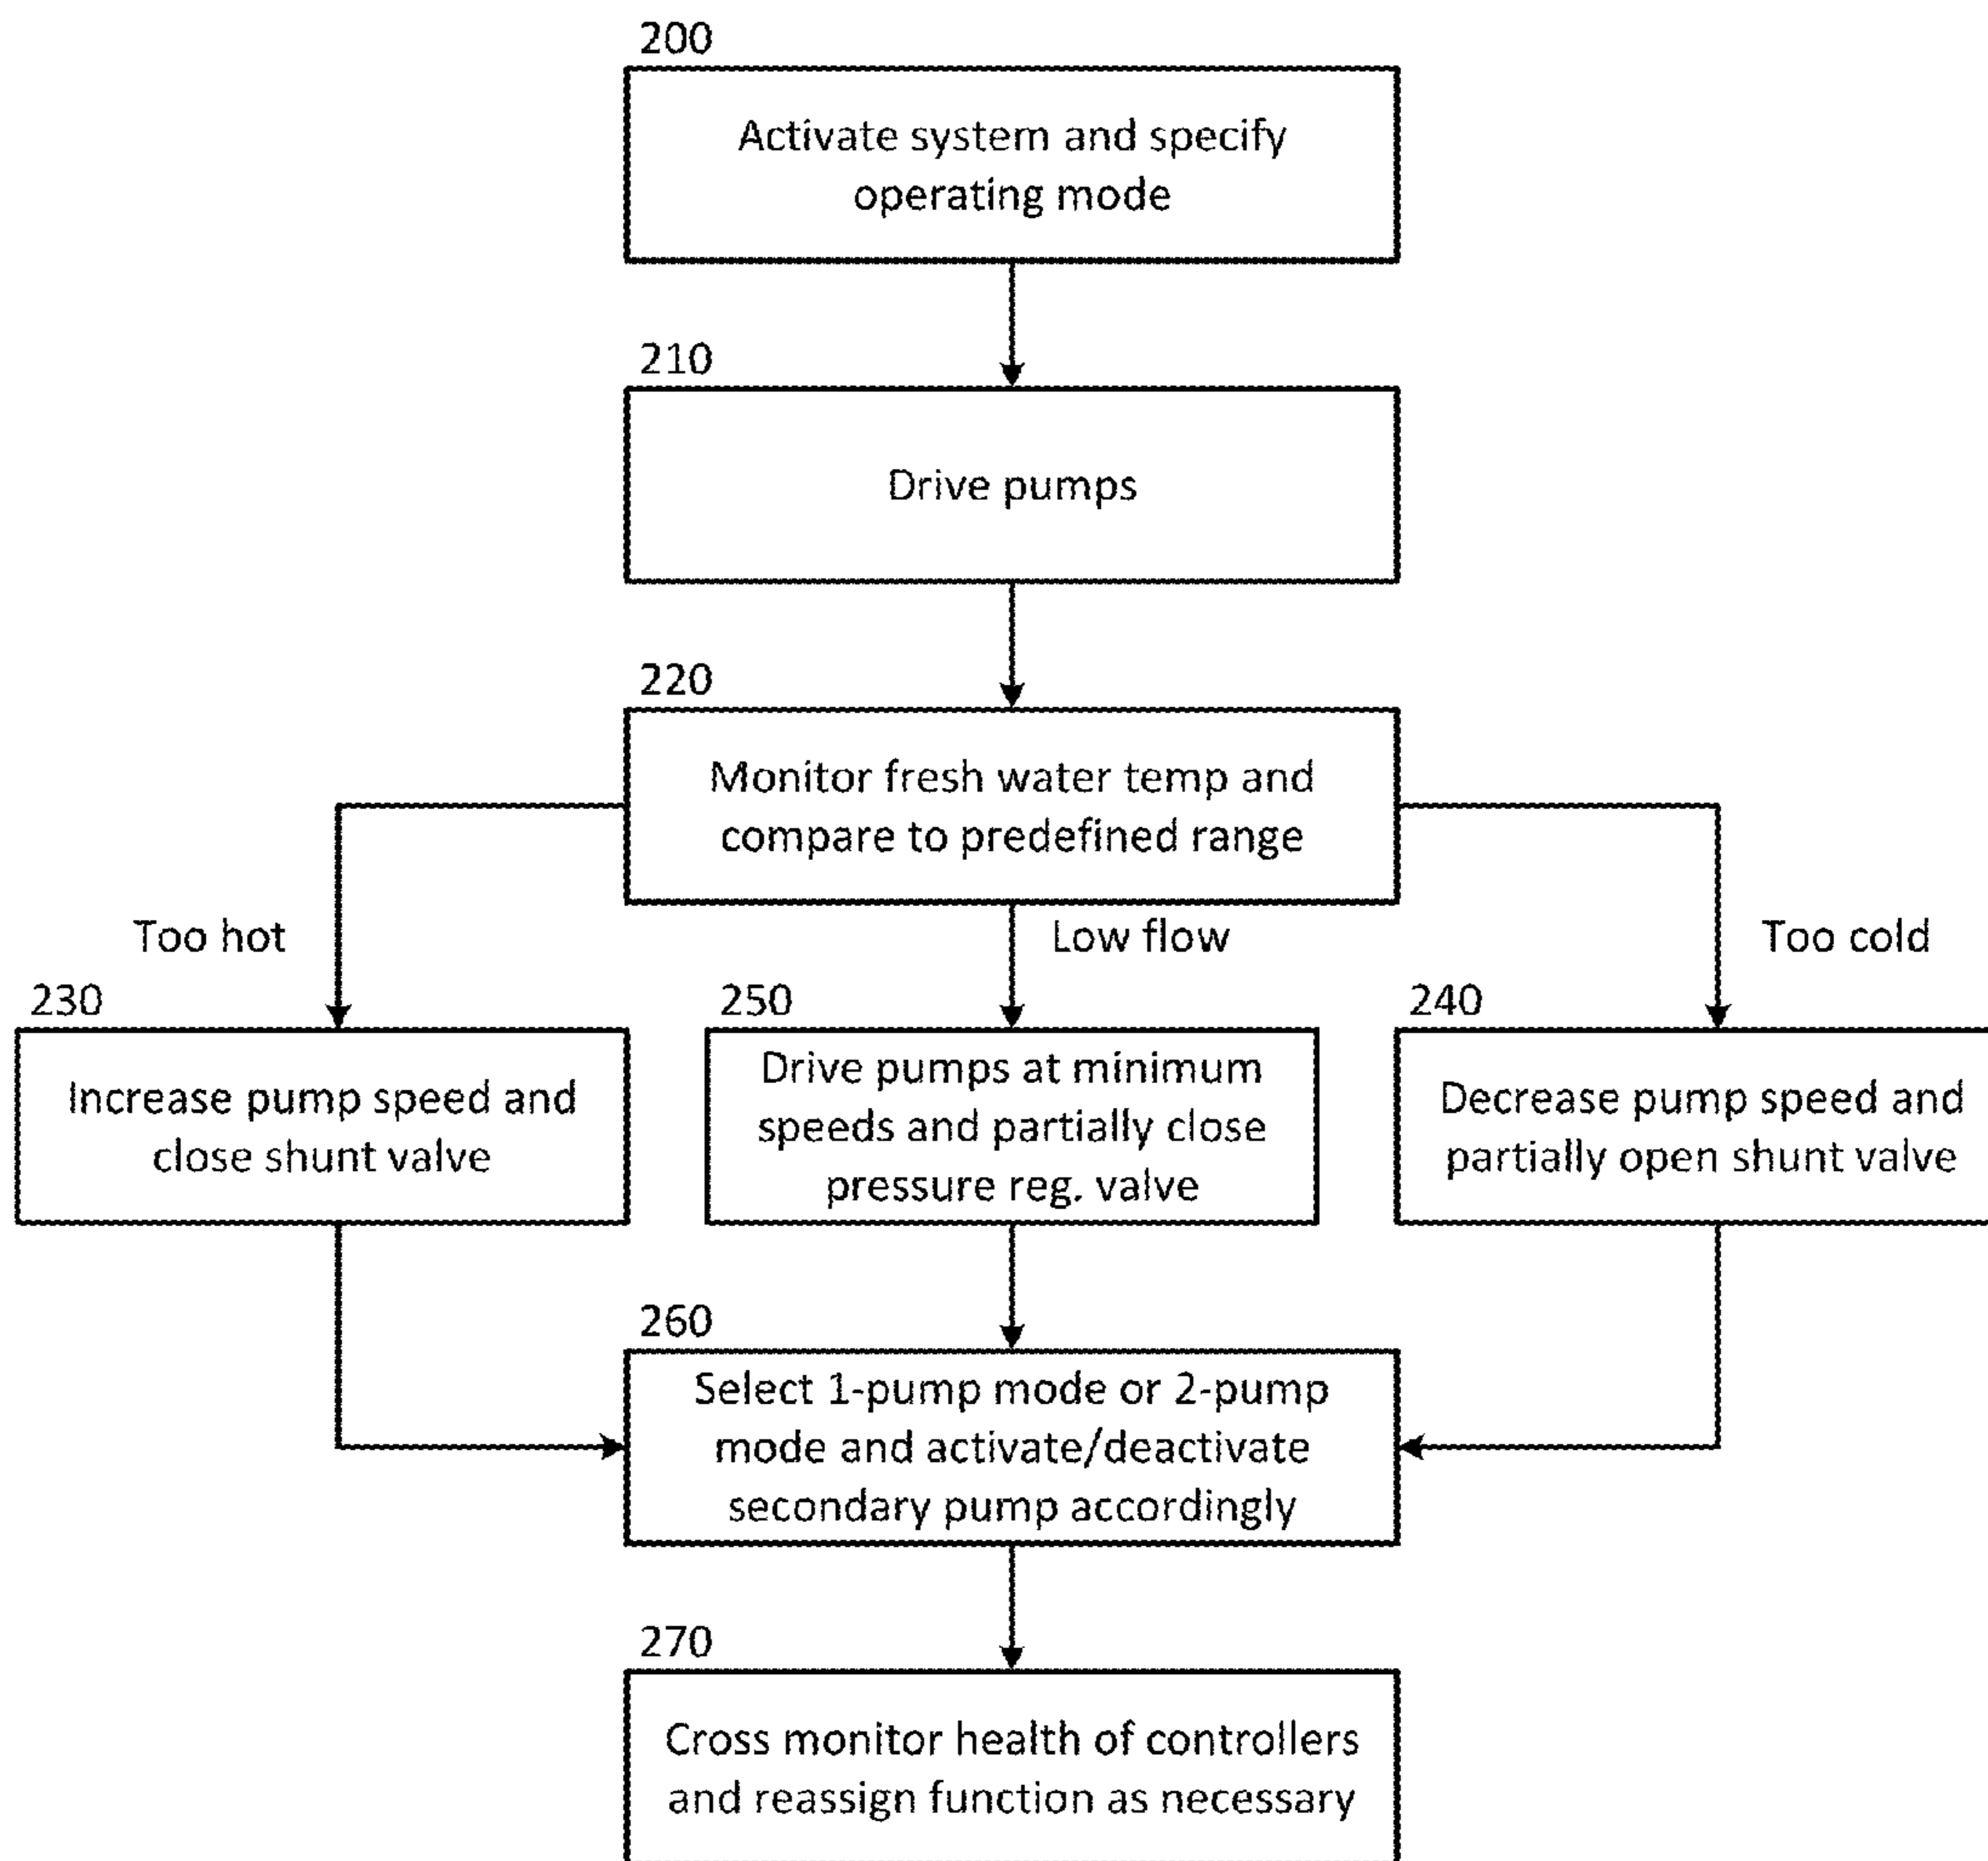 200
Activate system and specify
operating mode
210
Drive pumps
220
Monitor fresh water temp and
compare to predefined range
Too hot
Low flow
Too cold
230
Increase pump speed and
close shunt valve
250
Drive pumps at minimum
speeds and partially close
pressure reg. valve
240
Decrease pump speed and
partially open shunt valve
260
Select 1-pump mode or 2-pump
mode and activate/deactivate
secondary pump accordingly
270
Cross monitor health of controllers
and reassign function as necessary